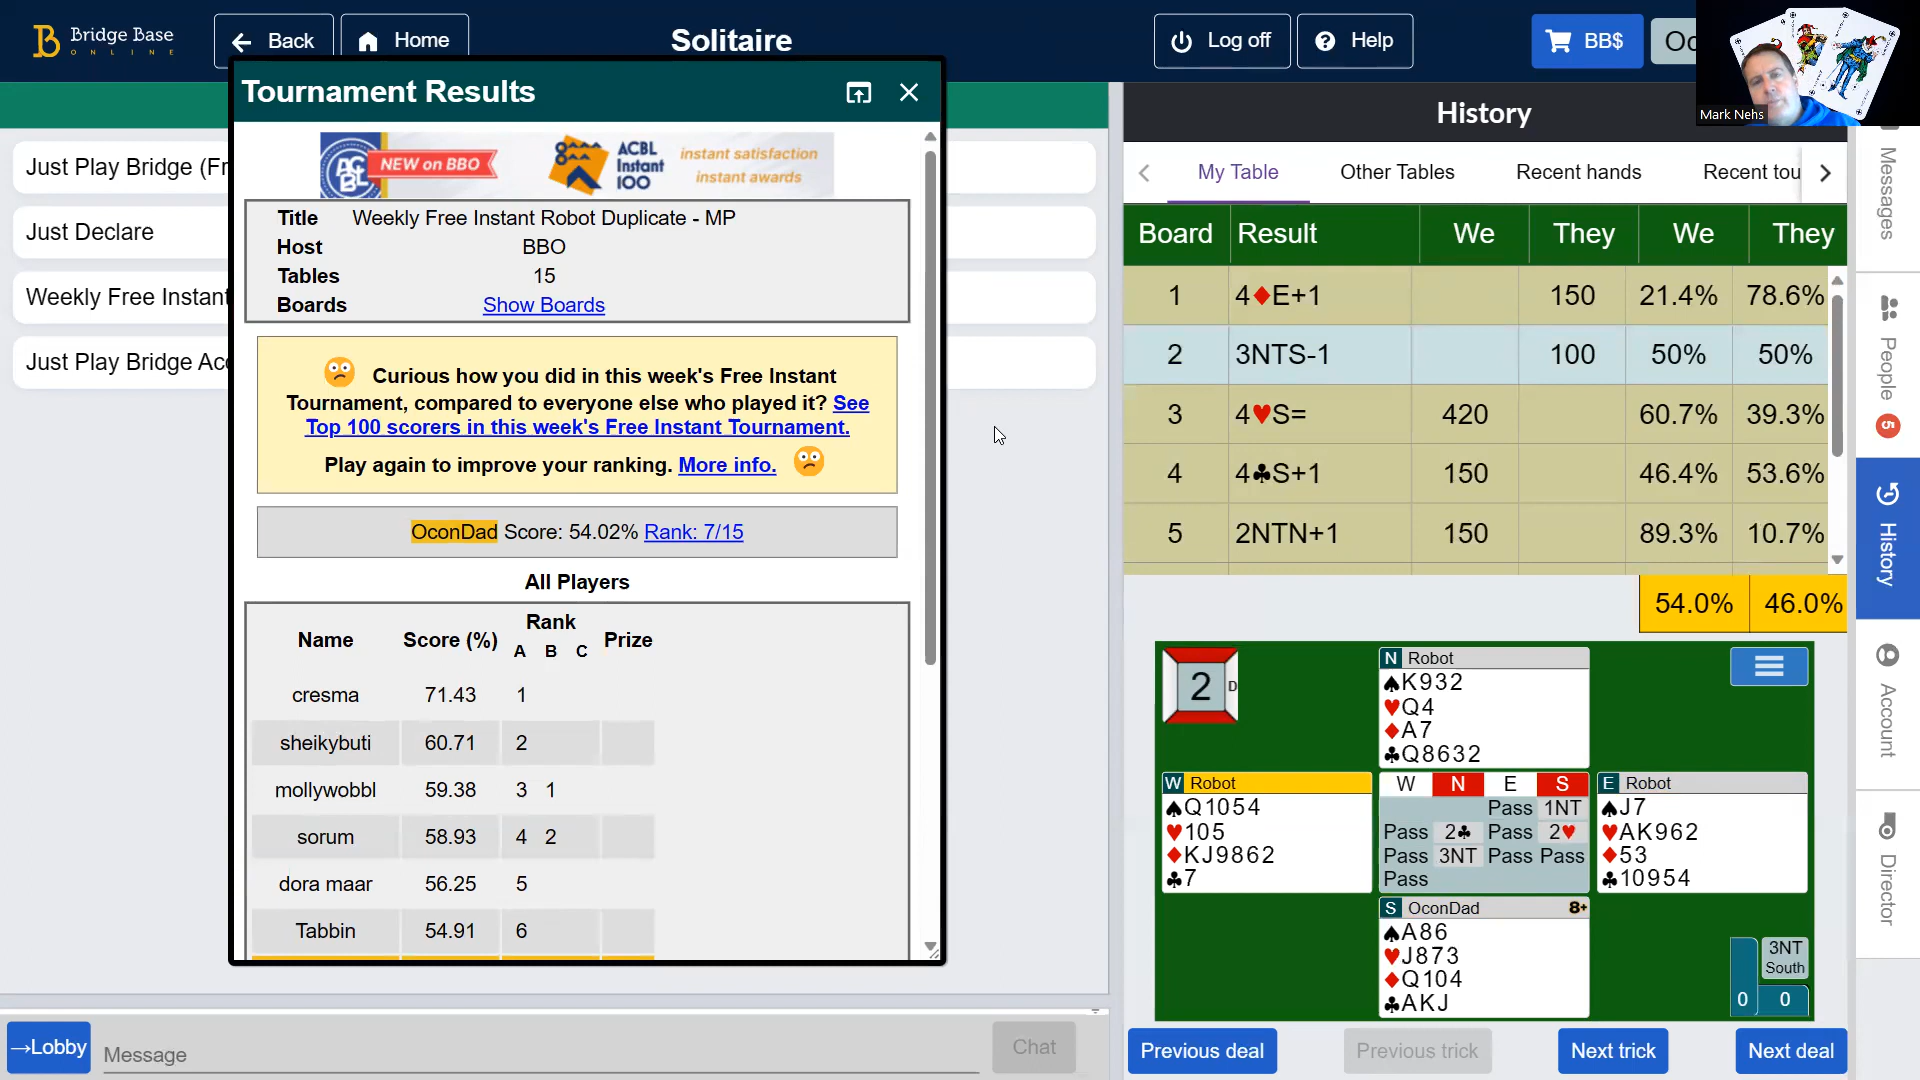 Bridge Base
ONLINE
Back
Home
Solitaire
Log off
Help
BB$
Oc
Mark Nehs
Tournament Results
Just Play Bridge (Fr
Just Declare
Weekly Free Instant
Just Play Bridge Acc
ACBL
NEW on BBO
ACBL
Instant
100
instant satisfaction
instant awards
Title Weekly Free Instant Robot Duplicate - MP
Host BBO
Tables 15
Boards Show Boards
Curious how you did in this week's Free Instant
Tournament, compared to everyone else who played it? See
Top 100 scorers in this week's Free Instant Tournament.
Play again to improve your ranking. More info.
OconDad Score: 54.02% Rank: 7/15
All Players
Name Score (%) Rank Prize
A B C
cresma 71.43 1
sheikybuti 60.71 2
mollywobbl 59.38 3 1
sorum 58.93 4 2
dora maar 56.25 5
Tabbin 54.91 6
→Lobby
Message
Chat
History
My Table Other Tables Recent hands Recent tou
Board Result We They We They
1 4♦E+1 150 21.4% 78.6%
2 3NTS-1 100 50% 50%
3 4♥S= 420 60.7% 39.3%
4 4♣S+1 150 46.4% 53.6%
5 2NTN+1 150 89.3% 10.7%
54.0% 46.0%
2 D
N Robot
♠K932
♥Q4
♦A7
♣Q8632
W Robot
♠Q1054
♥105
♦KJ9862
♣7
W N E S
Pass 1NT
Pass 2♣ Pass 2♥
Pass 3NT Pass Pass
Pass
E Robot
♠J7
♥AK962
♦53
♣10954
S OconDad 8+
♠A86
♥J873
♦Q104
♣AKJ
3NT
South
0 0
Previous deal
Previous trick
Next trick
Next deal
Messages
People
5
History
Account
Director